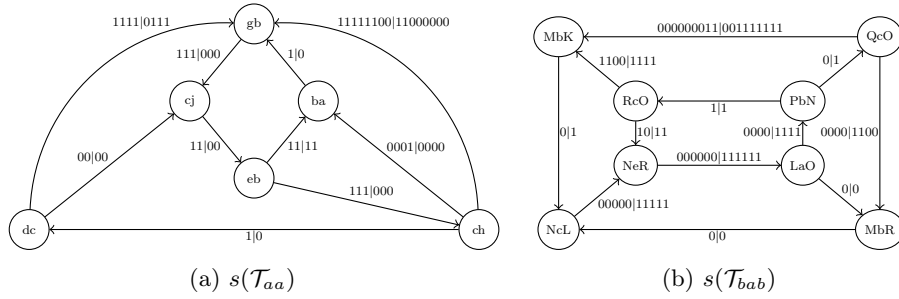 1111|0111
gb
11111100|11000000
111|000
1|0
cj
ba
00|00
11|00
11|11
0001|0000
eb
111|000
dc
1|0
ch
(a) s(𝒯aa)
000000011|001111111
MbK
QcO
1100|1111
0|1
RcO
PbN
1|1
0|1
10|11
0000|1111
0000|1100
NeR
000000|111111
LaO
00000|11111
0|0
NcL
0|0
MbR
(b) s(𝒯bab)